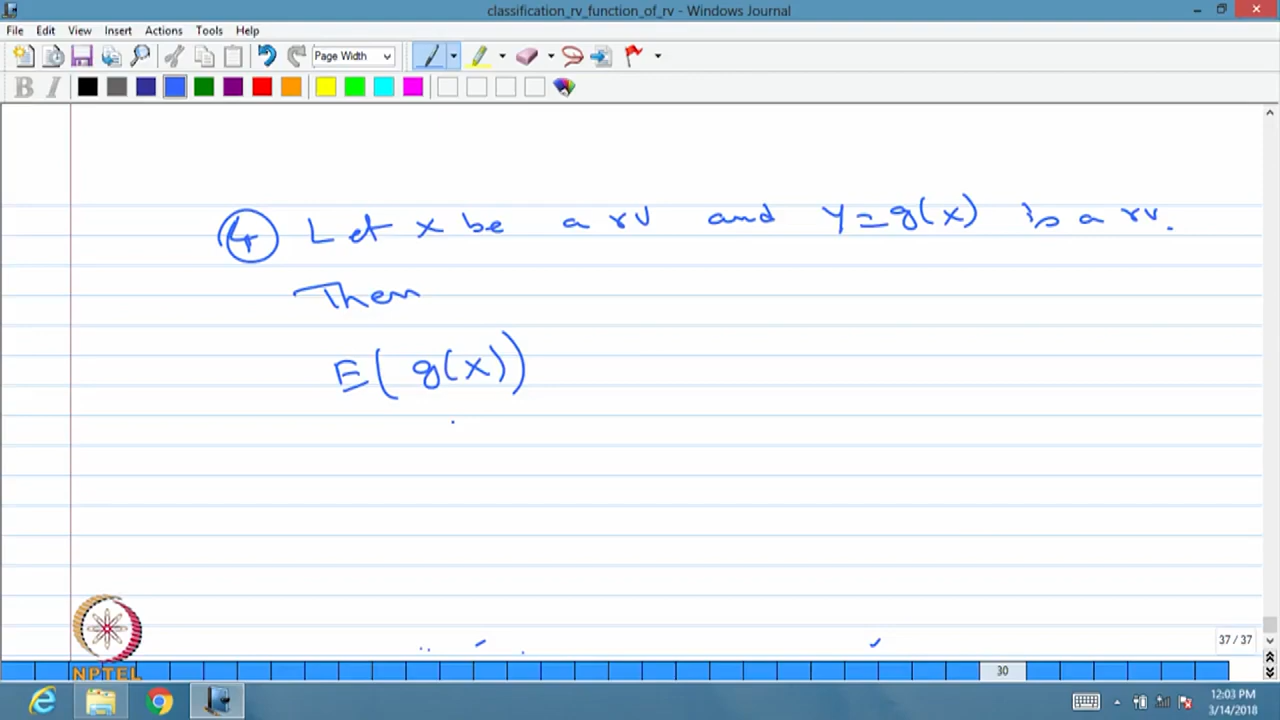 classification_rv_function_of_rv - Windows Journal
File Edit View Insert Actions Tools Help
Page Width
B I
4 Let X be a rv and Y = g(X) is a rv.
Then
E(g(X))
37 / 37
NPTEL
30
12:03 PM
3/14/2018